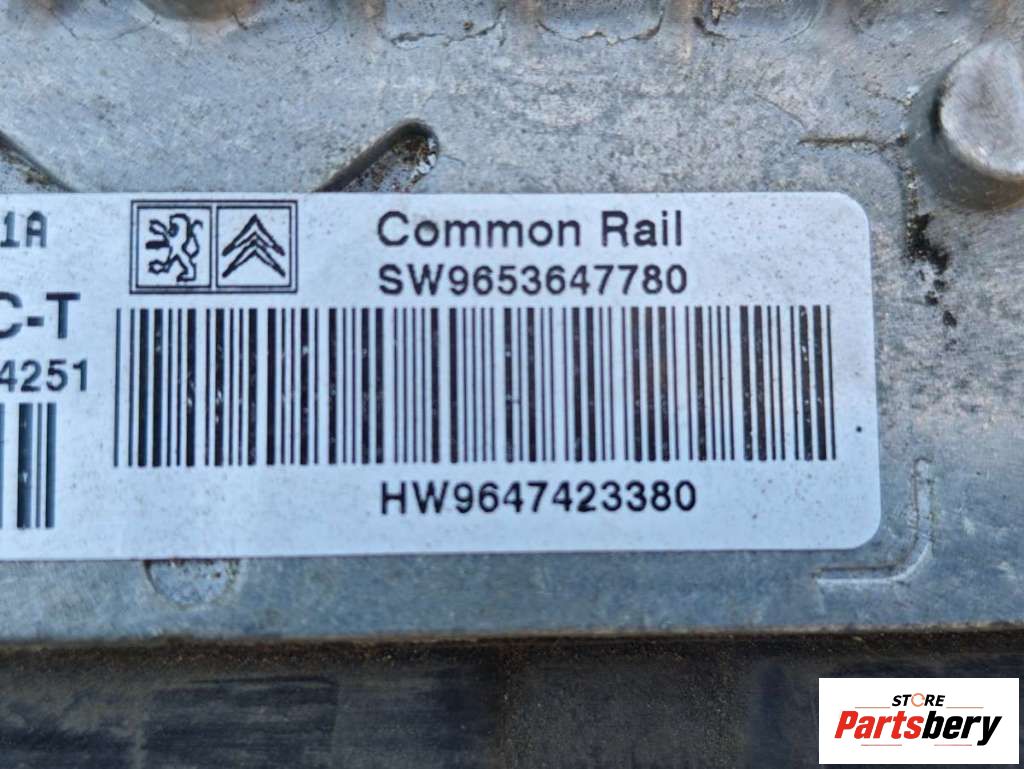 1A
Common Rail
SW9653647780
C-T
4251
HW9647423380
STORE
Partsbery